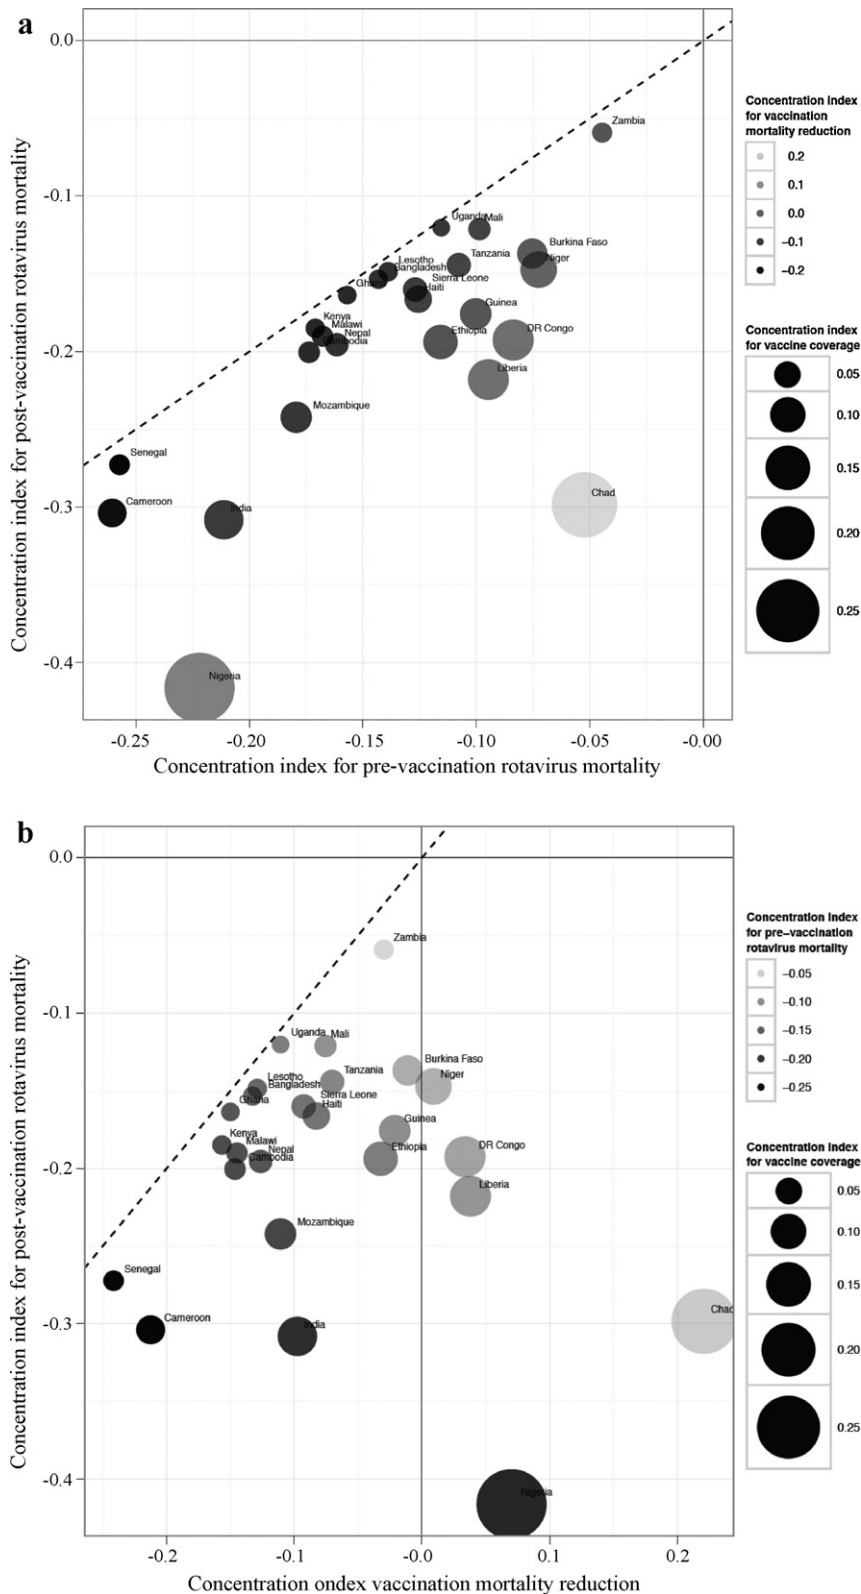 a
0.0
-0.1
-0.2
-0.3
-0.4
Concentration index for post-vaccination rotavirus mortality
Zambia
Uganda
Mali
Burkina Faso
Niger
Tanzania
Lesotho
Bangladesh
Sierra Leone
Ghana
Haiti
Guinea
Kenya
Malawi
Nepal
Cambodia
Ethiopia
DR Congo
Liberia
Mozambique
Senegal
Cameroon
India
Chad
Nigeria
-0.25
-0.20
-0.15
-0.10
-0.05
-0.00
Concentration index for pre-vaccination rotavirus mortality
Concentration index
for vaccination
mortality reduction
0.2
0.1
0.0
−0.1
−0.2
Concentration index
for vaccine coverage
0.05
0.10
0.15
0.20
0.25
b
0.0
-0.1
-0.2
-0.3
-0.4
Concentration index for post-vaccination rotavirus mortality
Zambia
Uganda
Mali
Burkina Faso
Niger
Tanzania
Lesotho
Bangladesh
Sierra Leone
Ghana
Haiti
Guinea
Kenya
Malawi
Nepal
Cambodia
Ethiopia
DR Congo
Liberia
Mozambique
Senegal
Cameroon
India
Chad
Nigeria
-0.2
-0.1
-0.0
0.1
0.2
Concentration ondex vaccination mortality reduction
Concentration Index
for pre−vaccination
rotavirus mortality
−0.05
−0.10
−0.15
−0.20
−0.25
Concentration Index
for vaccine coverage
0.05
0.10
0.15
0.20
0.25